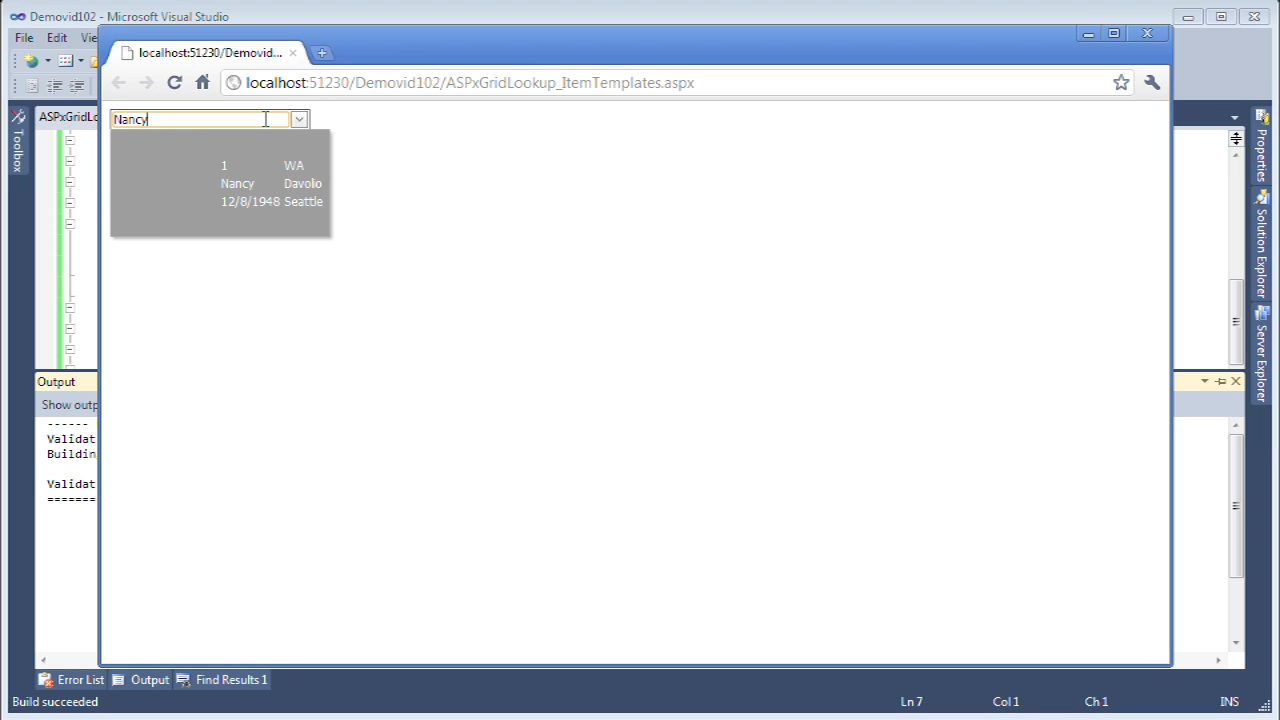 Demovid102 - Microsoft Visual Studio
File Edit Vie
localhost:51230/Demovid...
localhost:51230/Demovid102/ASPxGridLookup_ItemTemplates.aspx
ASPxGridLo
Nancy
1 WA
Nancy Davolio
12/8/1948 Seattle
Toolbox
Properties
Solution Explorer
Server Explorer
Output
Show outp
------
Validat
Buildin
Validat
=======
Error List Output Find Results 1
Build succeeded Ln 7 Col 1 Ch 1 INS